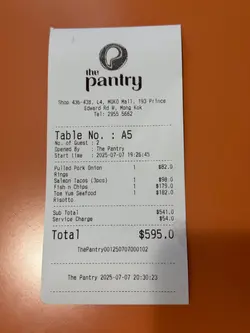 the
pantry
Shop 436-438, L4, MOKO Mall, 193 Prince
Edward Rd W, Mong Kok
Tel: 2955 5662
Table No. : A5
No. of Guest : 2
Opened By : The Pantry
Start time : 2025-07-07 19:26:45
Pulled Pork Onion 1 $82.0
Rings
Salmon Tacos (3pcs) 1 $98.0
Fish n Chips 1 $179.0
Tom Yum Seafood 1 $182.0
Risotto
Sub Total $541.0
Service Charge $54.0
Total $595.0
ThePantry001250707000102
The Pantry 2025-07-07 20:30:23